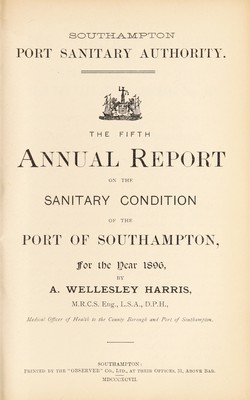 SOUTHAMPTON
PORT SANITARY AUTHORITY.
THE FIFTH
ANNUAL REPORT
ON THE
SANITARY CONDITION
OF THE
PORT OF SOUTHAMPTON,
For the Year 1896,
BY
A. WELLESLEY HARRIS,
M.R.C.S. Eng., L.S.A., D.P.H.,
Medical Officer of Health to the County Borough and Port of Southampton.
SOUTHAMPTON:
PRINTED BY THE "OBSERVER" CO., LTD., AT THEIR OFFICES, 21, ABOVE BAR.
MDCCCXCVII.